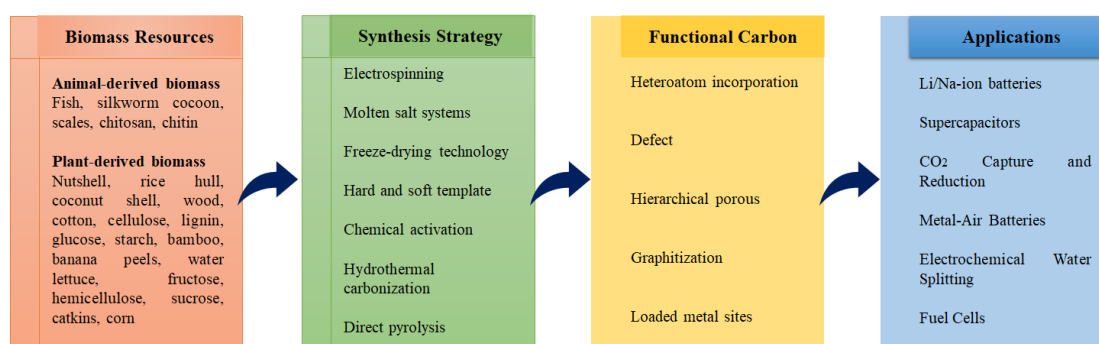 Biomass Resources
Animal-derived biomass
Fish, silkworm cocoon,
scales, chitosan, chitin
Plant-derived biomass
Nutshell, rice hull,
coconut shell, wood,
cotton, cellulose, lignin,
glucose, starch, bamboo,
banana peels, water
lettuce, fructose,
hemicellulose, sucrose,
catkins, corn
Synthesis Strategy
Electrospinning
Molten salt systems
Freeze-drying technology
Hard and soft template
Chemical activation
Hydrothermal
carbonization
Direct pyrolysis
Functional Carbon
Heteroatom incorporation
Defect
Hierarchical porous
Graphitization
Loaded metal sites
Applications
Li/Na-ion batteries
Supercapacitors
CO2 Capture and
Reduction
Metal-Air Batteries
Electrochemical Water
Splitting
Fuel Cells